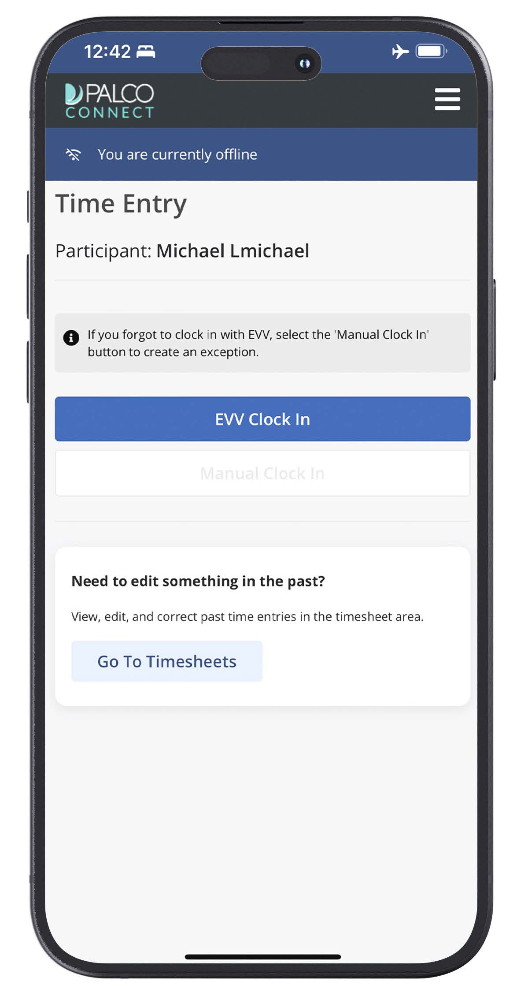 12:42
PALCO
CONNECT
You are currently offline
Time Entry
Participant: Michael Lmichael
If you forgot to clock in with EVV, select the 'Manual Clock In'
button to create an exception.
EVV Clock In
Manual Clock In
Need to edit something in the past?
View, edit, and correct past time entries in the timesheet area.
Go To Timesheets